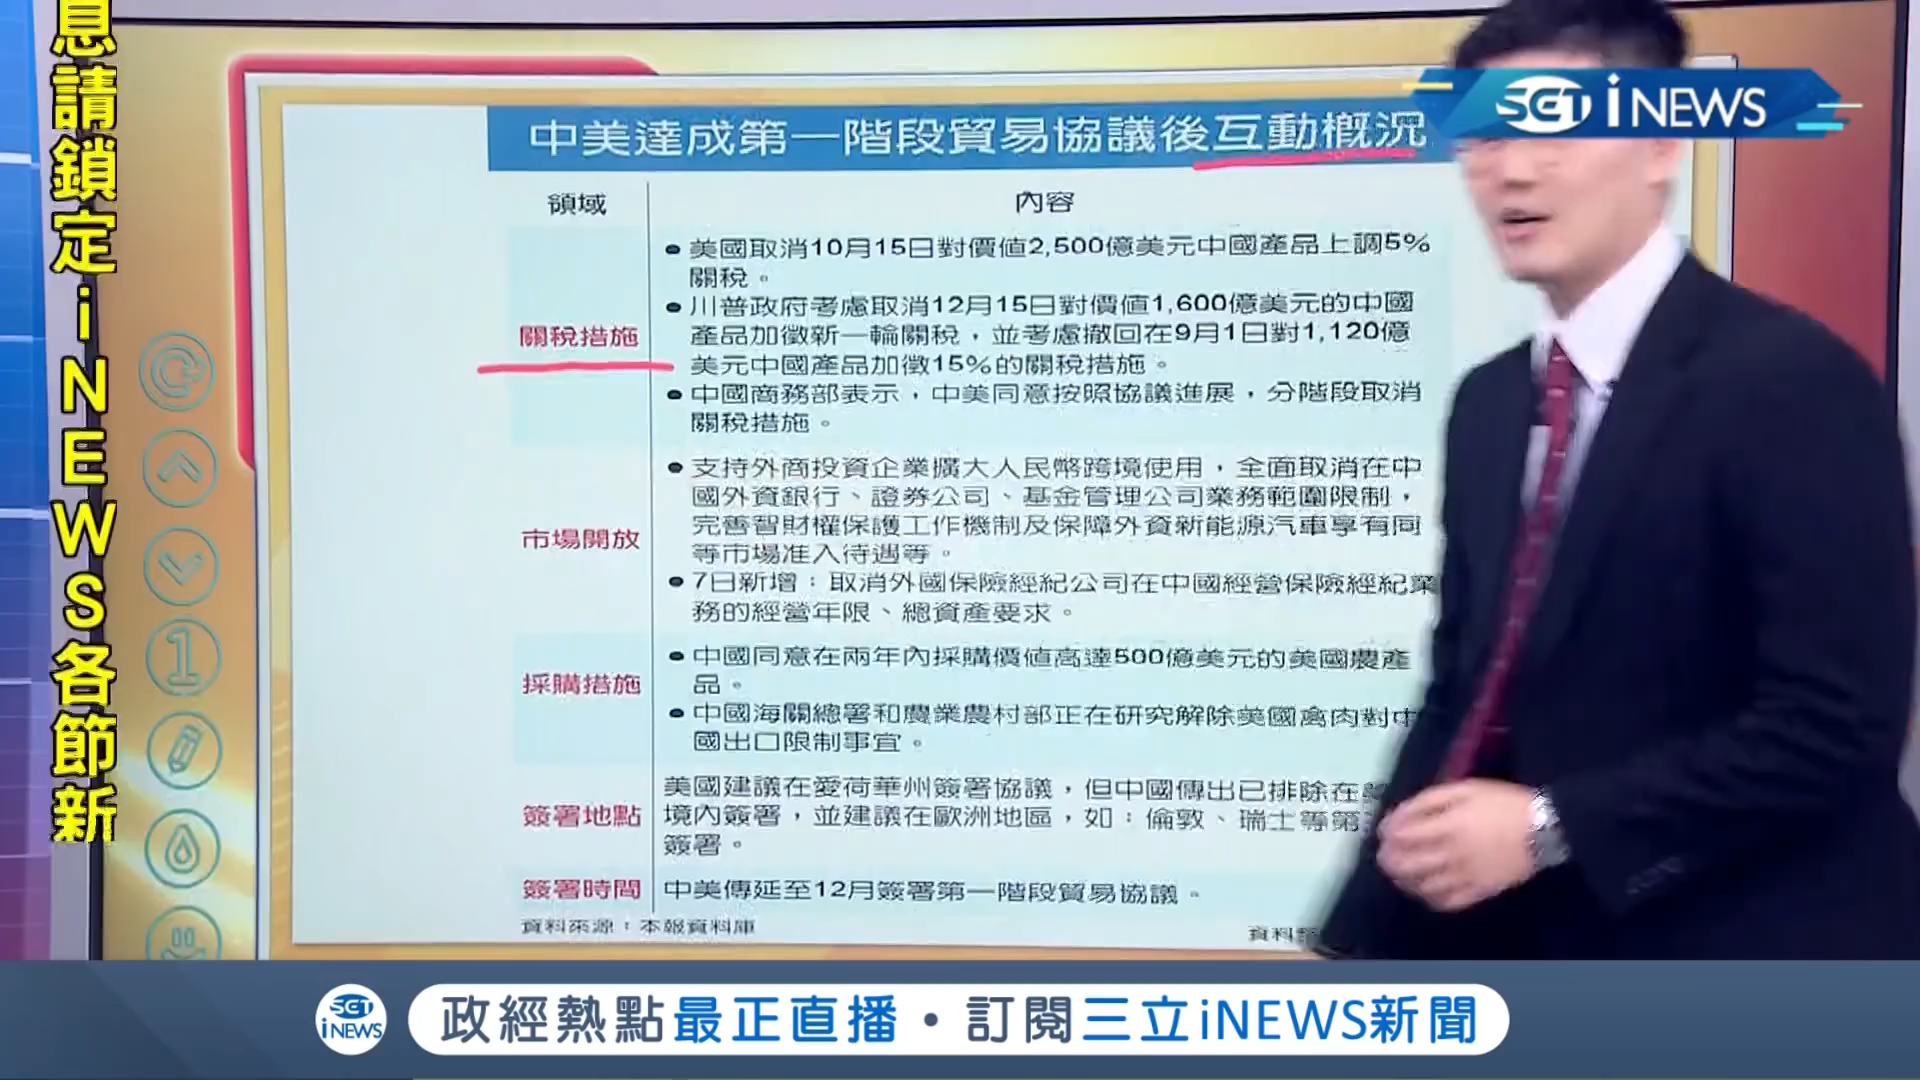 息請鎖定iNEWS各節新
SET iNEWS
中美達成第一階段貿易協議後互動概況
領域
內容
關稅措施
●美國取消10月15日對價值2,500億美元中國產品上調5%
關稅。
●川普政府考慮取消12月15日對價值1,600億美元的中國
產品加徵新一輪關稅，並考慮撤回在9月1日對1,120億
美元中國產品加徵15%的關稅措施。
●中國商務部表示，中美同意按照協議進展，分階段取消
關稅措施。
市場開放
●支持外商投資企業擴大人民幣跨境使用，全面取消在中
國外資銀行、證券公司、基金管理公司業務範圍限制，
完善智財權保護工作機制及保障外資新能源汽車享有同
等市場准入待遇等。
●7日新增：取消外國保險經紀公司在中國經營保險經紀業
務的經營年限、總資產要求。
採購措施
●中國同意在兩年內採購價值高達500億美元的美國農產
品。
●中國海關總署和農業農村部正在研究解除美國禽肉對中
國出口限制事宜。
簽署地點
美國建議在愛荷華州簽署協議，但中國傳出已排除在
境內簽署，並建議在歐洲地區，如：倫敦、瑞士等第
簽署。
簽署時間
中美傳延至12月簽署第一階段貿易協議。
資料來源：本報資料庫
資料
1
SET iNEWS
政經熱點最正直播・訂閱三立iNEWS新聞